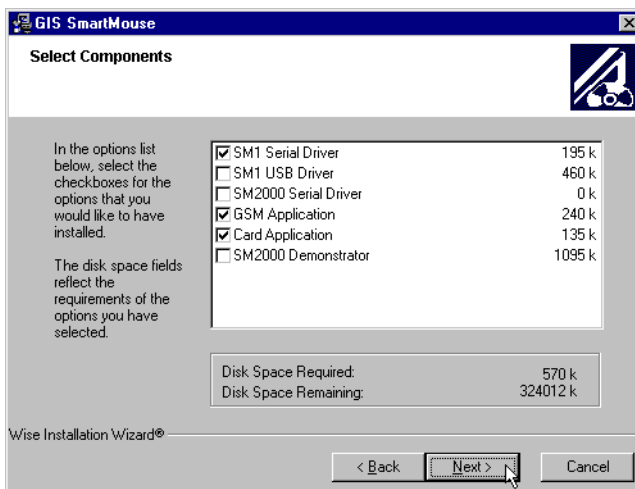 GIS SmartMouse
Select Components
In the options list
below, select the
checkboxes for the
options that you
would like to have
installed.
The disk space fields
reflect the
requirements of the
options you have
selected.
SM1 Serial Driver 195 k
SM1 USB Driver 460 k
SM2000 Serial Driver 0 k
GSM Application 240 k
Card Application 135 k
SM2000 Demonstrator 1095 k
Disk Space Required: 570 k
Disk Space Remaining: 324012 k
Wise Installation Wizard®
< Back Next > Cancel